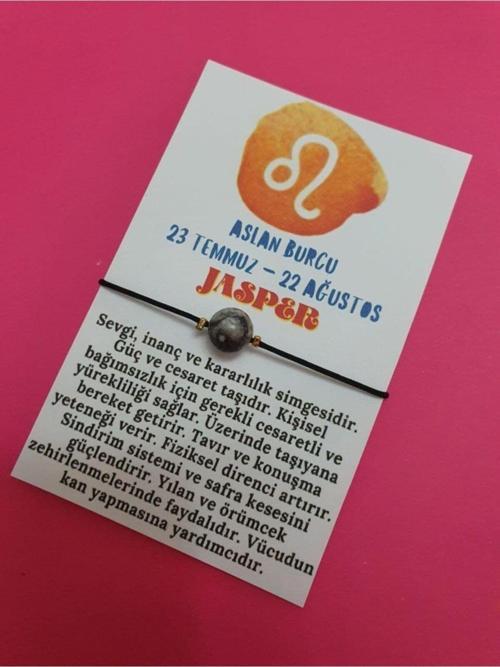 ASLAN BURCU
23 TEMMUZ - 22 AĞUSTOS
JASPER
Sevgi, inanç ve kararlılık simgesidir.
Güç ve cesaret taşıdır. Kişisel
bağımsızlık için gerekli cesaretli ve
yürekliliği sağlar. Üzerinde taşıyana
bereket getirir. Tavır ve konuşma
yeteneği verir. Fiziksel direnci artırır.
Sindirim sistemi ve safra kesesini
güçlendirir. Yılan ve örümcek
zehirlenmelerinde faydalıdır. Vücudun
kan yapmasına yardımcıdır.